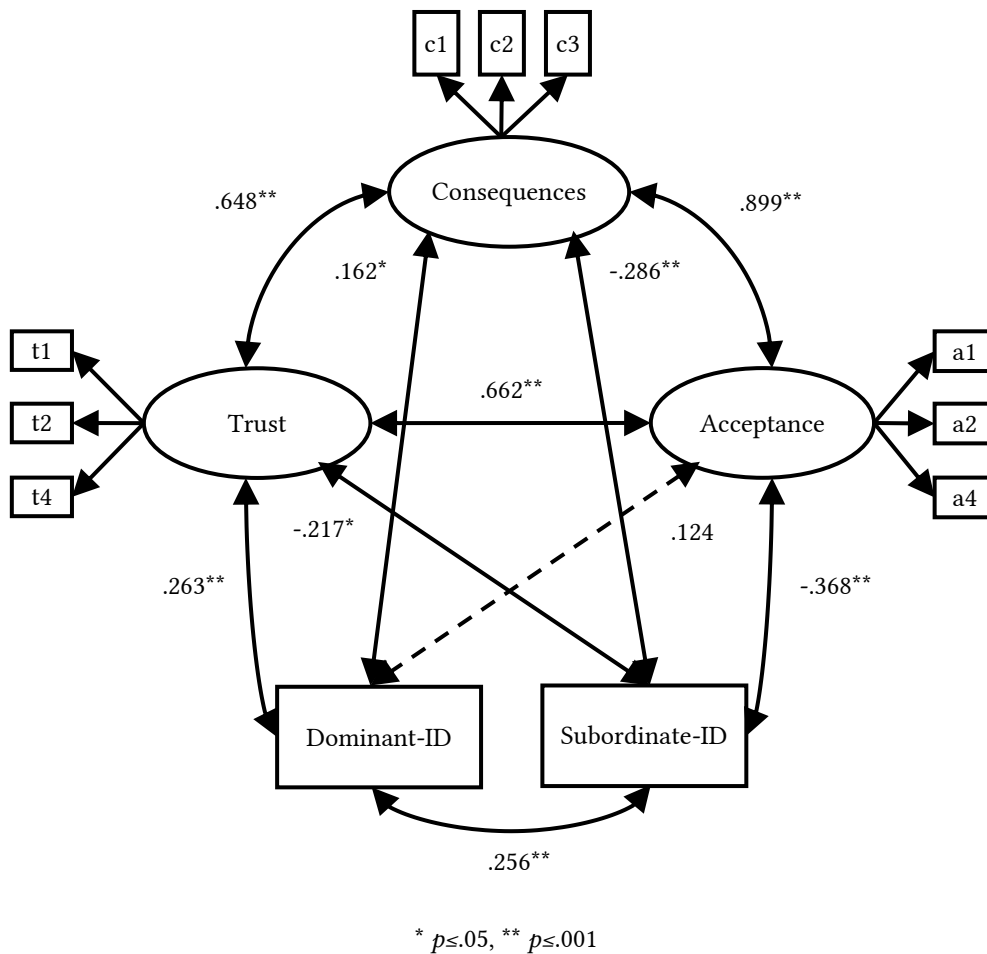 c1 c2 c3
Consequences
.648**
.899**
.162*
-.286**
t1
a1
.662**
t2
Trust
Acceptance
a2
t4
a4
-.217*
.124
.263**
-.368**
Dominant-ID
Subordinate-ID
.256**
* p≤.05, ** p≤.001